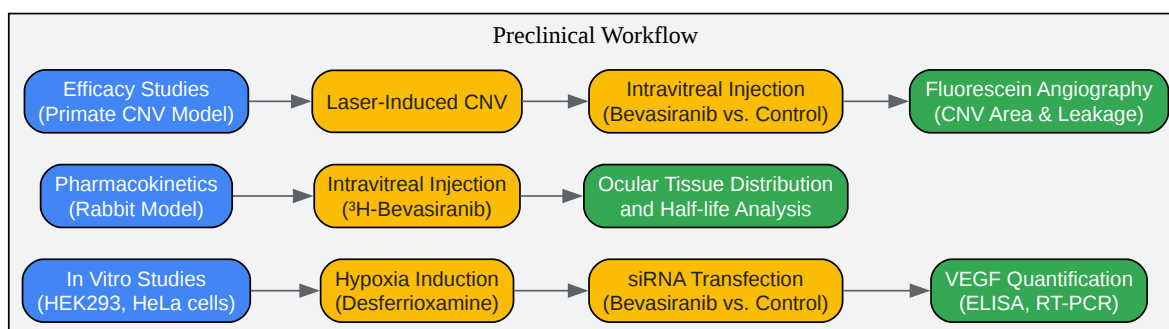 Preclinical Workflow
Efficacy Studies
(Primate CNV Model)
Laser-Induced CNV
Intravitreal Injection
(Bevasiranib vs. Control)
Fluorescein Angiography
(CNV Area & Leakage)
Pharmacokinetics
(Rabbit Model)
Intravitreal Injection
(³H-Bevasiranib)
Ocular Tissue Distribution
and Half-life Analysis
In Vitro Studies
(HEK293, HeLa cells)
Hypoxia Induction
(Desferrioxamine)
siRNA Transfection
(Bevasiranib vs. Control)
VEGF Quantification
(ELISA, RT-PCR)